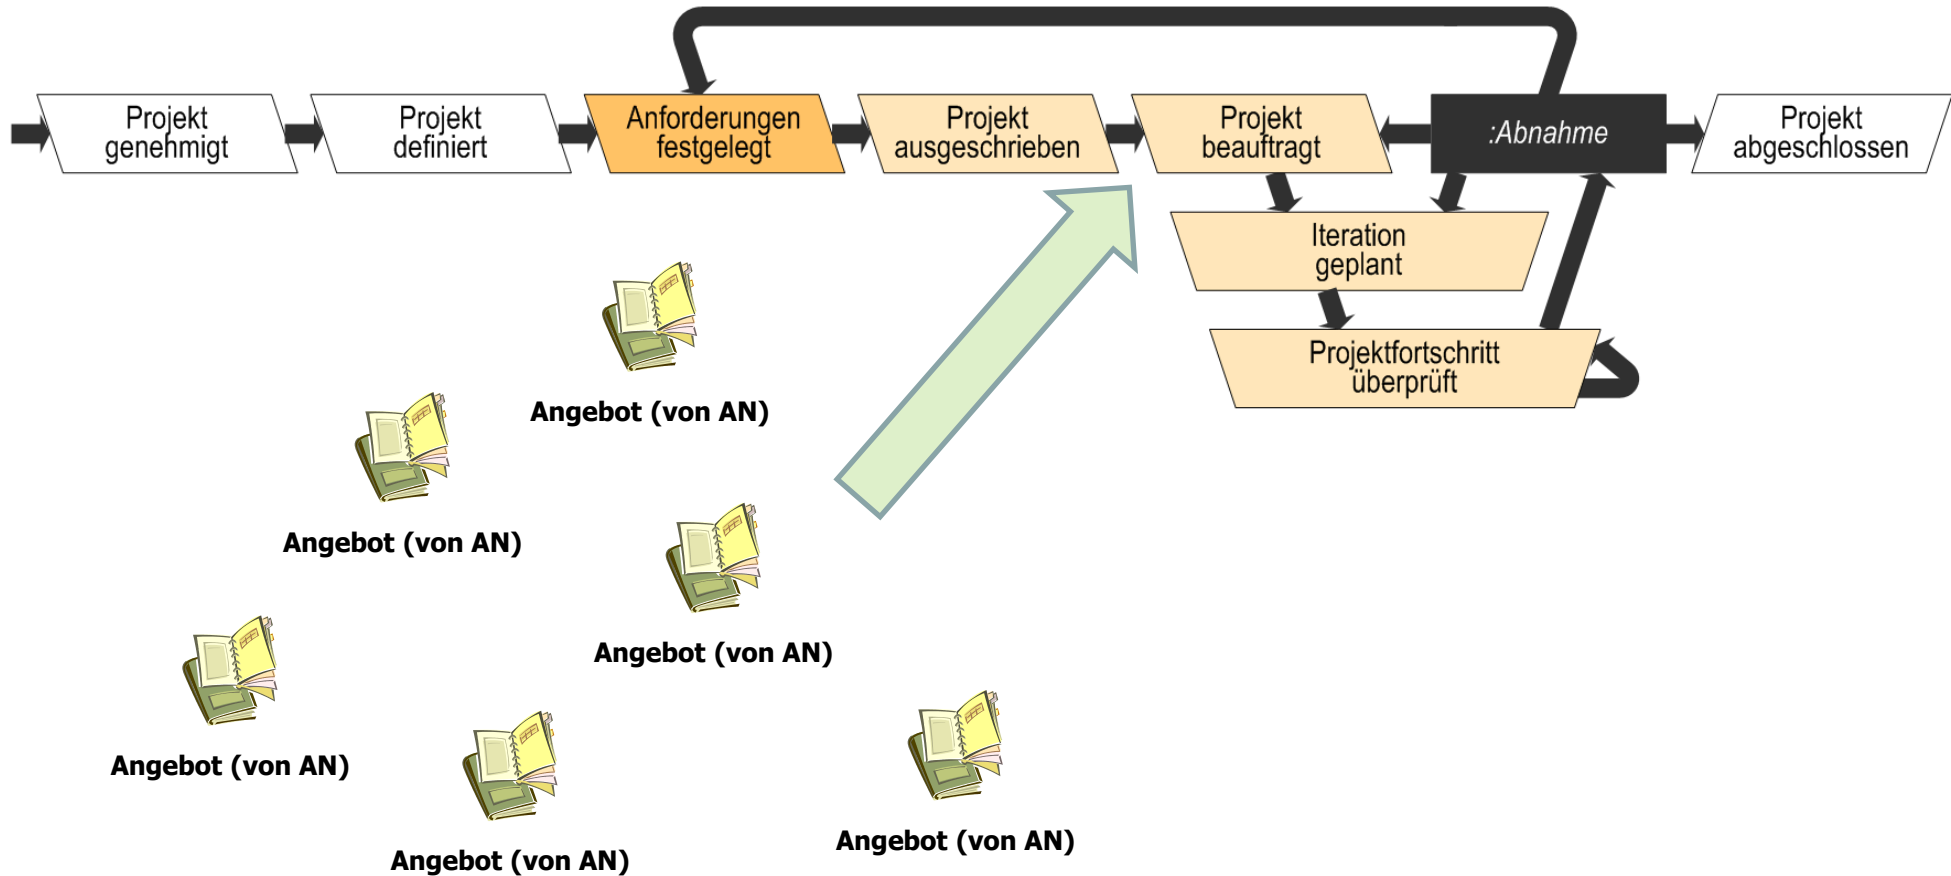 Projekt
genehmigt
Projekt
definiert
Anforderungen
festgelegt
Projekt
ausgeschrieben
Projekt
beauftragt
:Abnahme
Projekt
abgeschlossen
Iteration
geplant
Projektfortschritt
überprüft
Angebot (von AN)
Angebot (von AN)
Angebot (von AN)
Angebot (von AN)
Angebot (von AN)
Angebot (von AN)